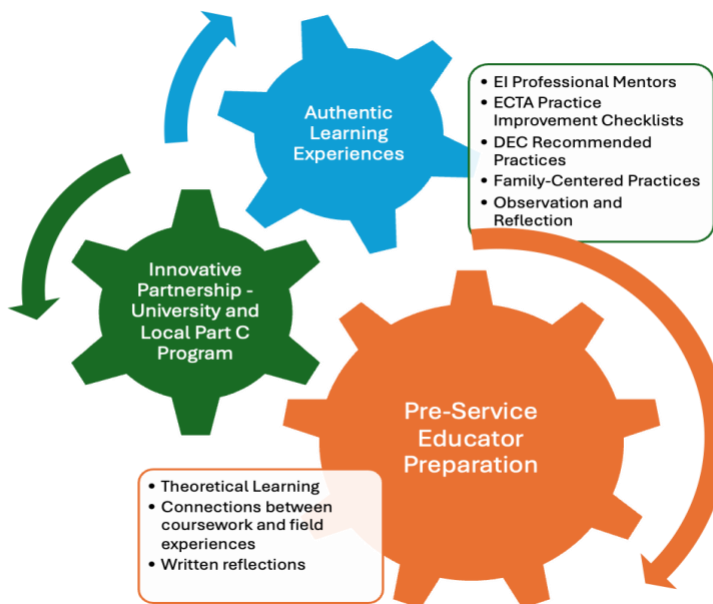 Authentic
Learning
Experiences
• EI Professional Mentors
• ECTA Practice
Improvement Checklists
• DEC Recommended
Practices
• Family-Centered Practices
• Observation and
Reflection
Innovative
Partnership -
University and
Local Part C
Program
Pre-Service
Educator
Preparation
• Theoretical Learning
• Connections between
coursework and field
experiences
• Written reflections